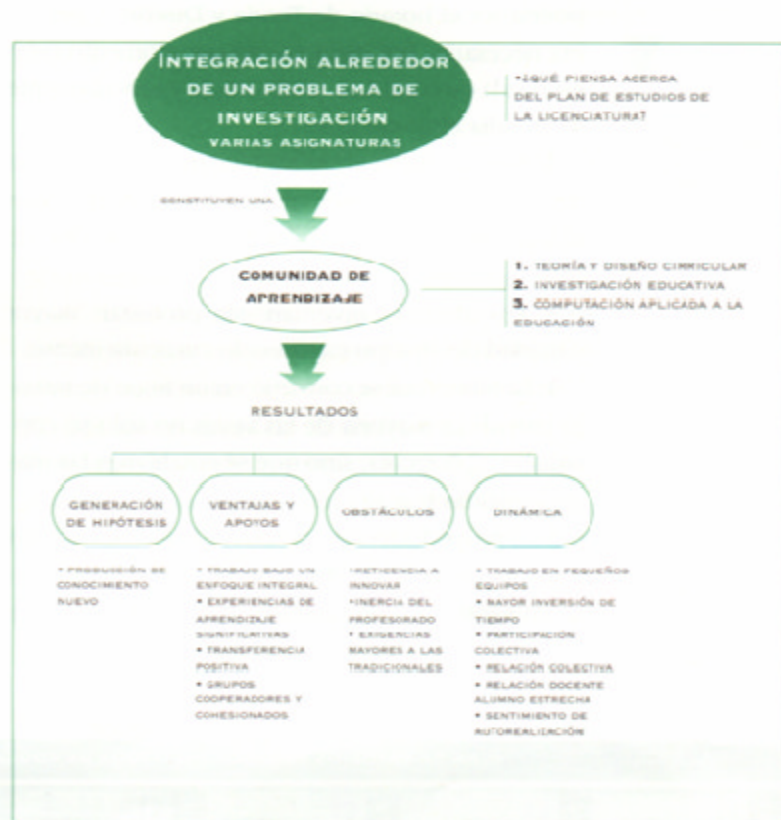 INTEGRACIÓN ALREDEDOR
DE UN PROBLEMA DE
INVESTIGACIÓN
VARIAS ASIGNATURAS
•¿QUÉ PIENSA ACERCA
DEL PLAN DE ESTUDIOS DE
LA LICENCIATURA?
CONSTITUYEN UNA
COMUNIDAD DE
APRENDIZAJE
1. TEORÍA Y DISEÑO CIRRICULAR
2. INVESTIGACIÓN EDUCATIVA
3. COMPUTACIÓN APLICADA A LA
EDUCACIÓN
RESULTADOS
GENERACIÓN
DE HIPÓTESIS
• PRODUCCIÓN DE
CONOCIMIENTO
NUEVO
VENTAJAS Y
APOYOS
• TRABAJO BAJO UN
ENFOQUE INTEGRAL
• EXPERIENCIAS DE
APRENDIZAJE
SIGNIFICATIVAS
• TRANSFERENCIA
POSITIVA
• GRUPOS
COOPERADORES Y
COHESIONADOS
OBSTÁCULOS
•RETICENCIA A
INNOVAR
•INERCIA DEL
PROFESORADO
• EXIGENCIAS
MAYORES A LAS
TRADICIONALES
DINÁMICA
• TRABAJO EN PEQUEÑOS
EQUIPOS
• MAYOR INVERSIÓN DE
TIEMPO
• PARTICIPACIÓN
COLECTIVA
• RELACIÓN COLECTIVA
• RELACIÓN DOCENTE
ALUMNO ESTRECHA
• SENTIMIENTO DE
AUTOREALIZACIÓN